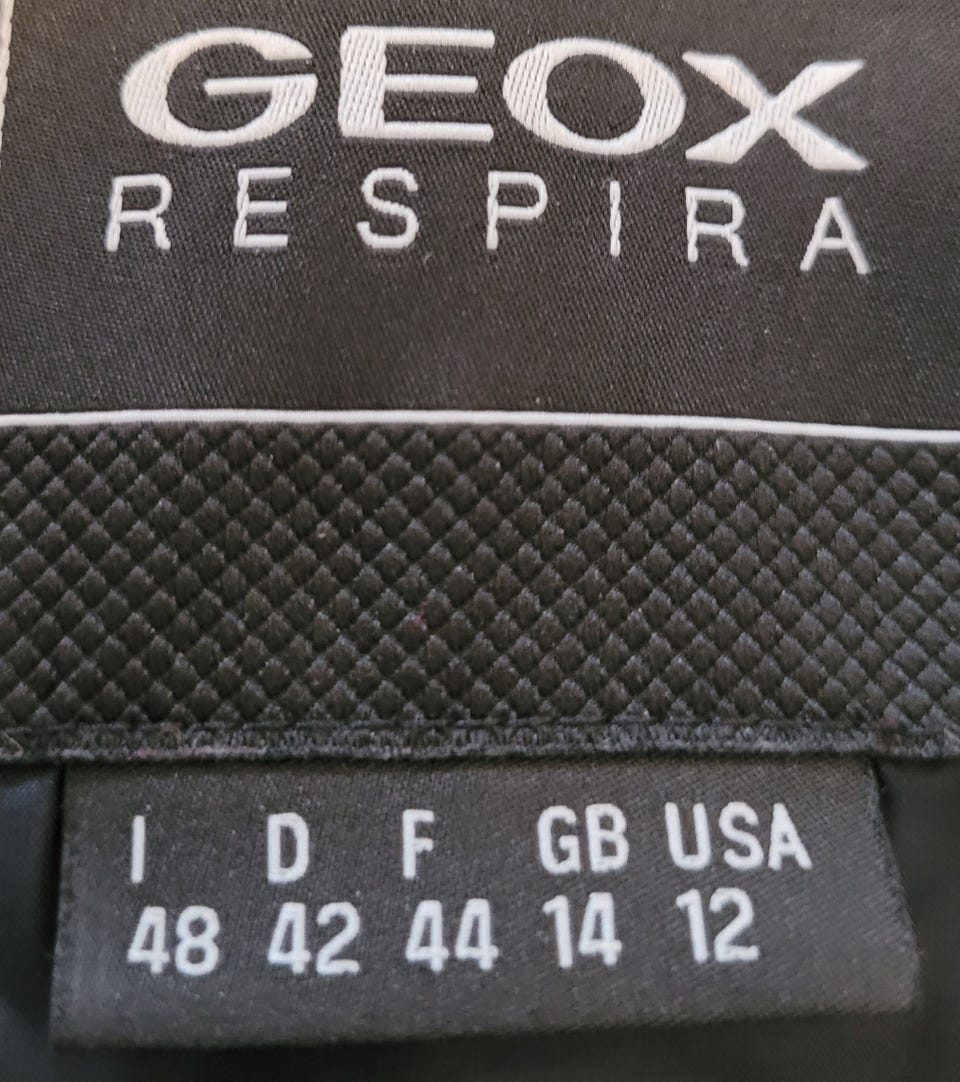 GEOX
RESPIRA
I D F GB USA
48 42 44 14 12